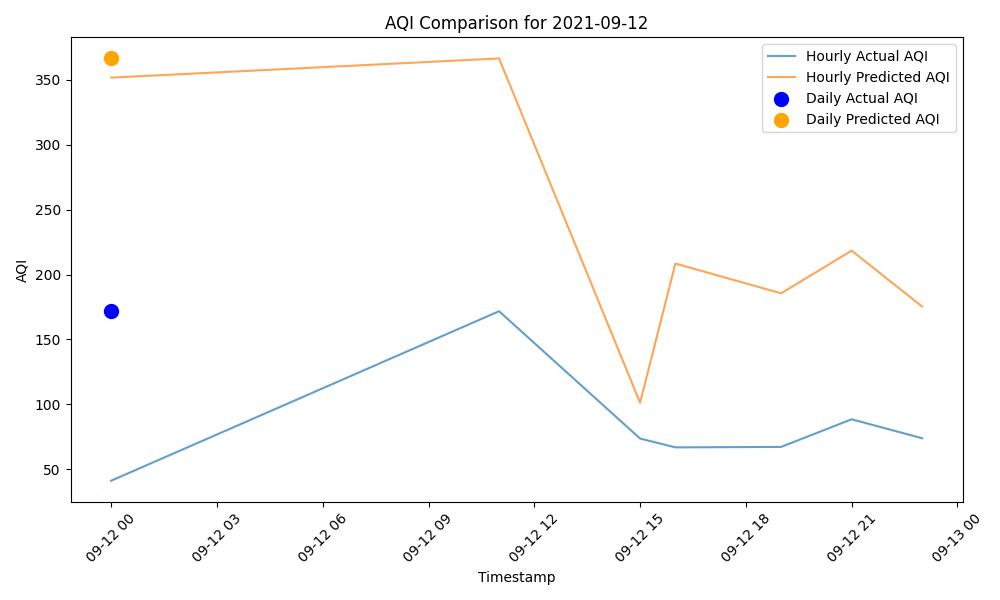 AQI Comparison for 2021-09-12
Hourly Actual AQI
Hourly Predicted AQI
Daily Actual AQI
Daily Predicted AQI
AQI
350
300
250
200
150
100
50
09-12 00
09-12 03
09-12 06
09-12 09
09-12 12
09-12 15
09-12 18
09-12 21
09-13 00
Timestamp